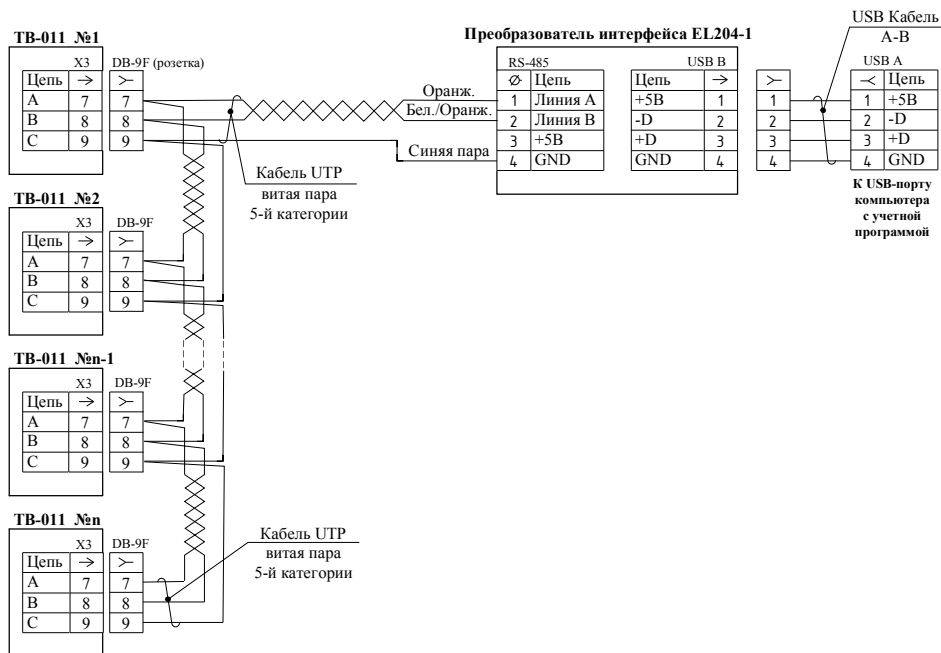 USB Кабель
А-В
ТВ-011 №1
X3 DB-9F (розетка)
Цепь
A 7 7
B 8 8
C 9 9
Оранж.
Бел./Оранж.
Синяя пара
Кабель UTP
витая пара
5-й категории
Преобразователь интерфейса EL204-1
RS-485 USB B
Цепь Цепь
1 Линия A +5В 1 1
2 Линия B -D 2 2
3 +5В +D 3 3
4 GND GND 4 4
USB A
Цепь
1 +5В
2 -D
3 +D
4 GND
К USB-порту
компьютера
с учетной
программой
ТВ-011 №2
X3 DB-9F
Цепь
A 7 7
B 8 8
C 9 9
ТВ-011 №n-1
X3 DB-9F
Цепь
A 7 7
B 8 8
C 9 9
ТВ-011 №n
X3 DB-9F
Цепь
A 7 7
B 8 8
C 9 9
Кабель UTP
витая пара
5-й категории